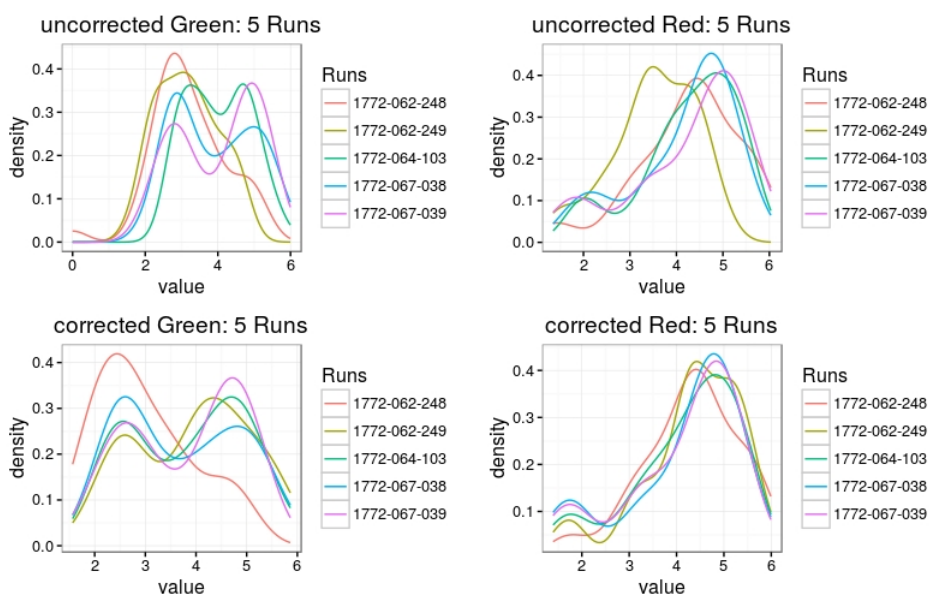 uncorrected Green: 5 Runs
density
0.4
0.3
0.2
0.1
0.0
0 2 4 6
value
Runs
1772-062-248
1772-062-249
1772-064-103
1772-067-038
1772-067-039
uncorrected Red: 5 Runs
density
0.4
0.3
0.2
0.1
0.0
2 3 4 5 6
value
Runs
1772-062-248
1772-062-249
1772-064-103
1772-067-038
1772-067-039
corrected Green: 5 Runs
density
0.4
0.3
0.2
0.1
0.0
2 3 4 5 6
value
Runs
1772-062-248
1772-062-249
1772-064-103
1772-067-038
1772-067-039
corrected Red: 5 Runs
density
0.4
0.3
0.2
0.1
2 3 4 5 6
value
Runs
1772-062-248
1772-062-249
1772-064-103
1772-067-038
1772-067-039